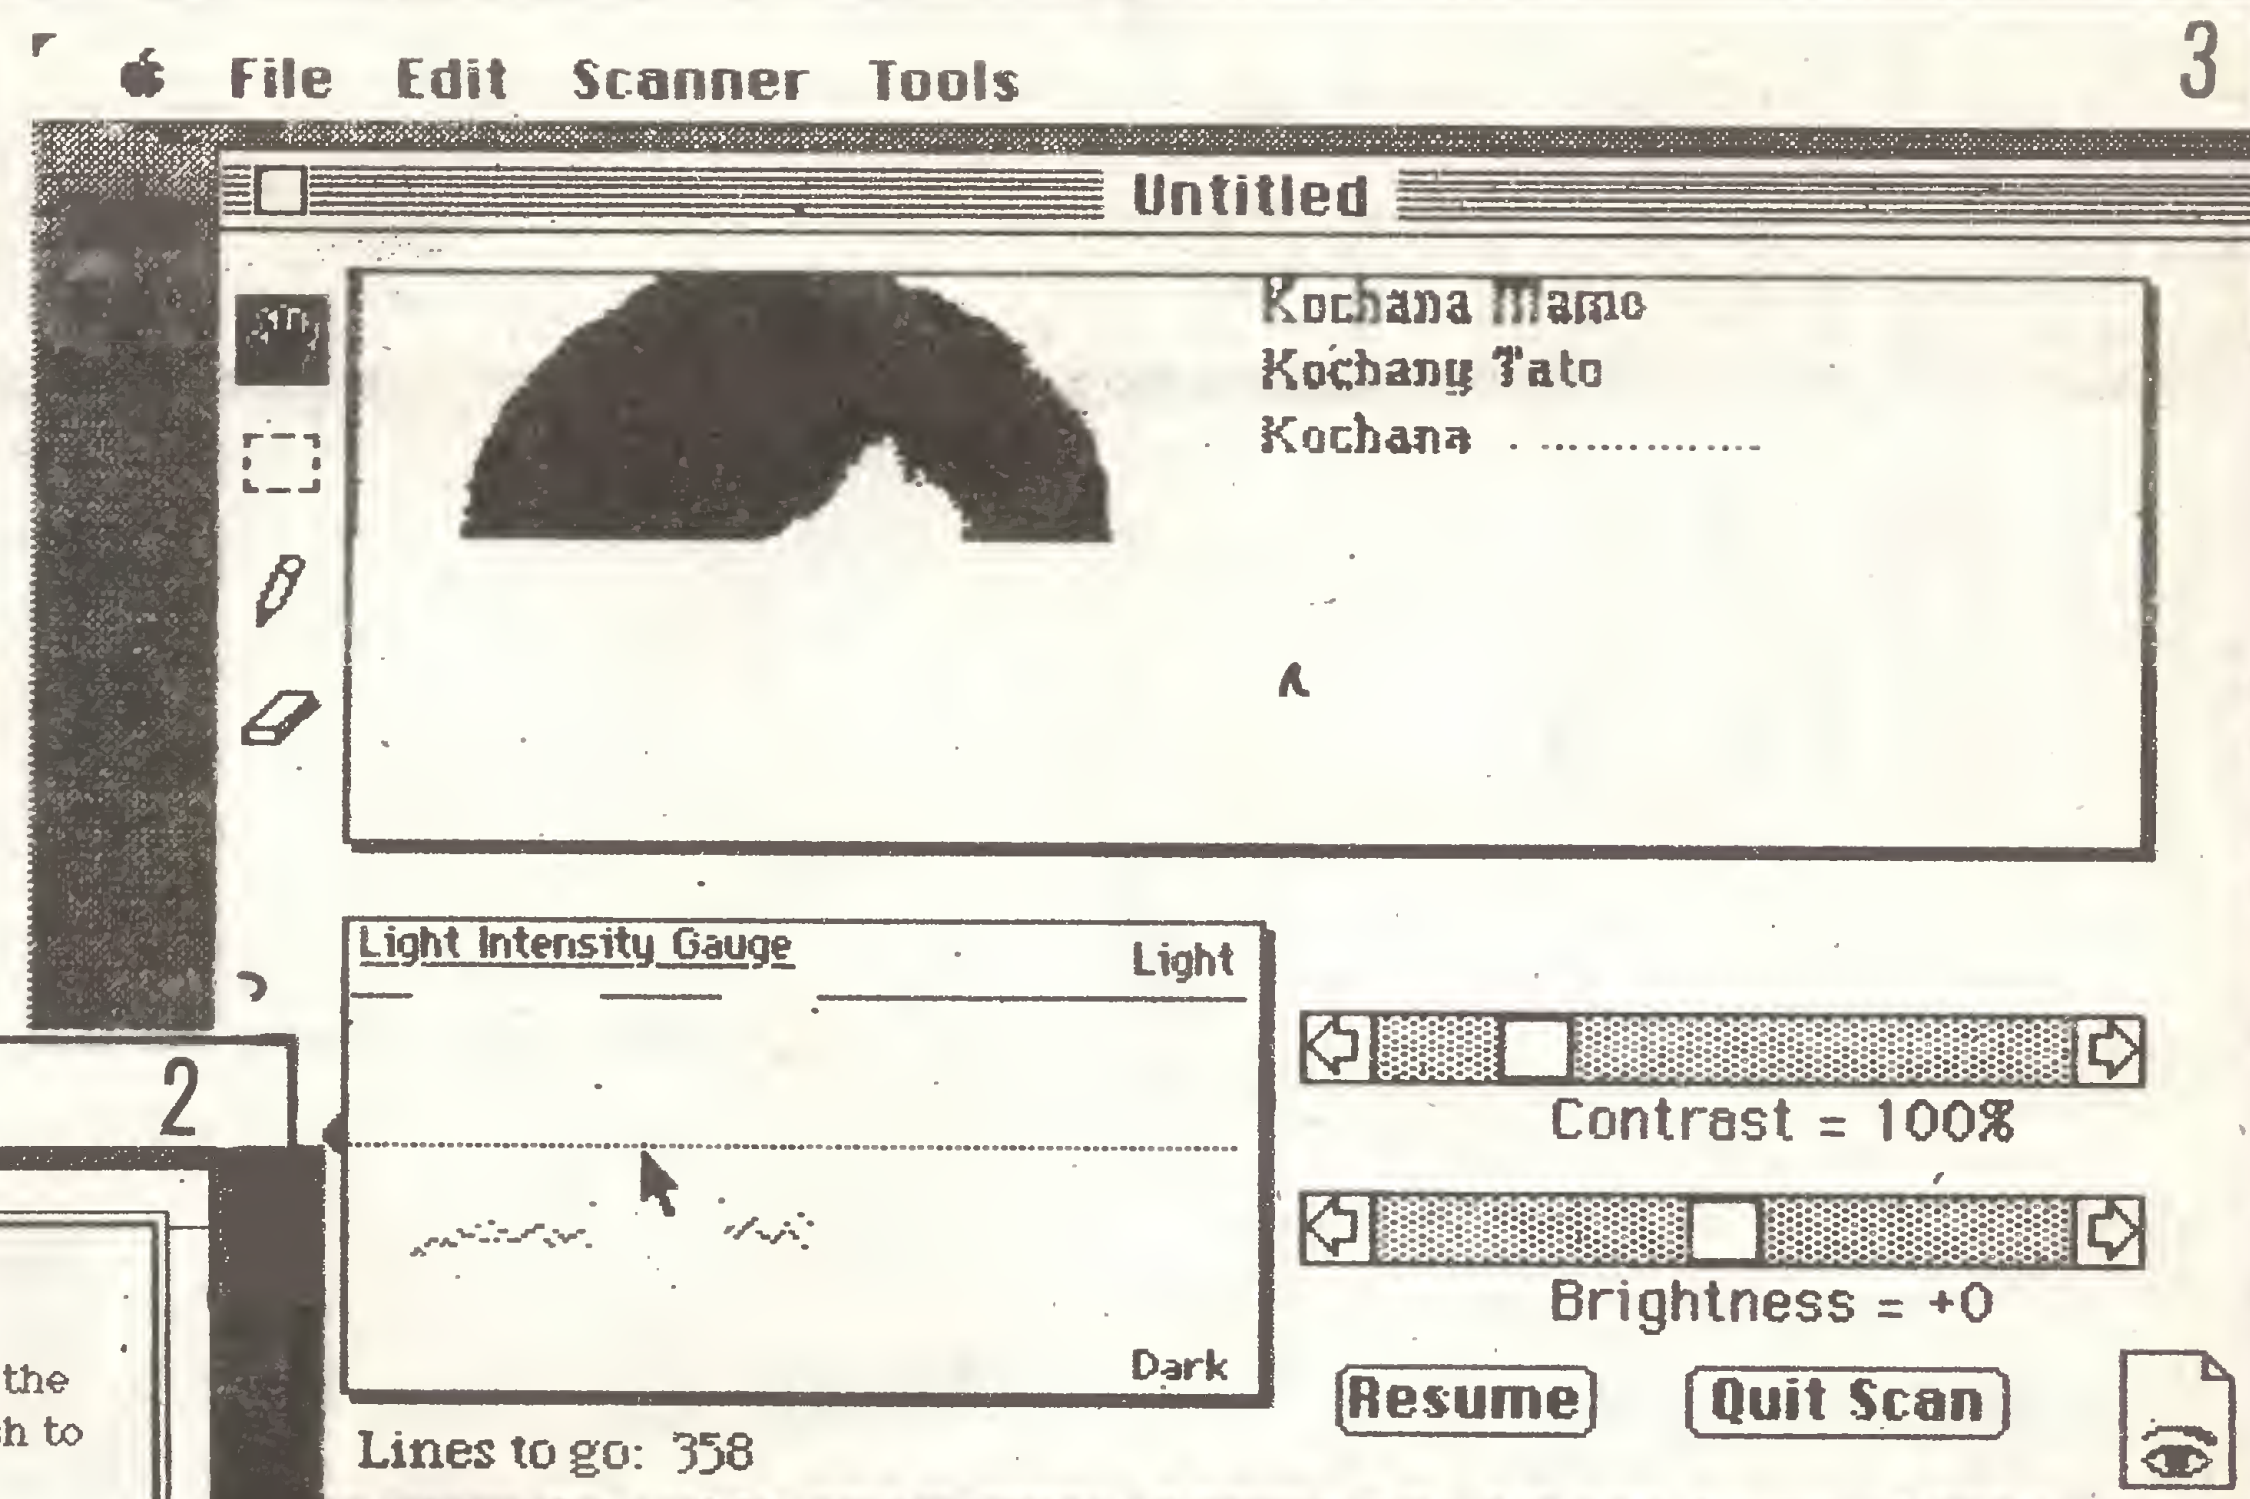 File Edit Scanner Tools
3
Untitled
Kochana Mamo
Kochany Tato
Kochana ...............
Light Intensity Gauge
Light
Dark
Contrast = 100%
Brightness = +0
Resume
Quit Scan
Lines to go: 358
2
the
h to